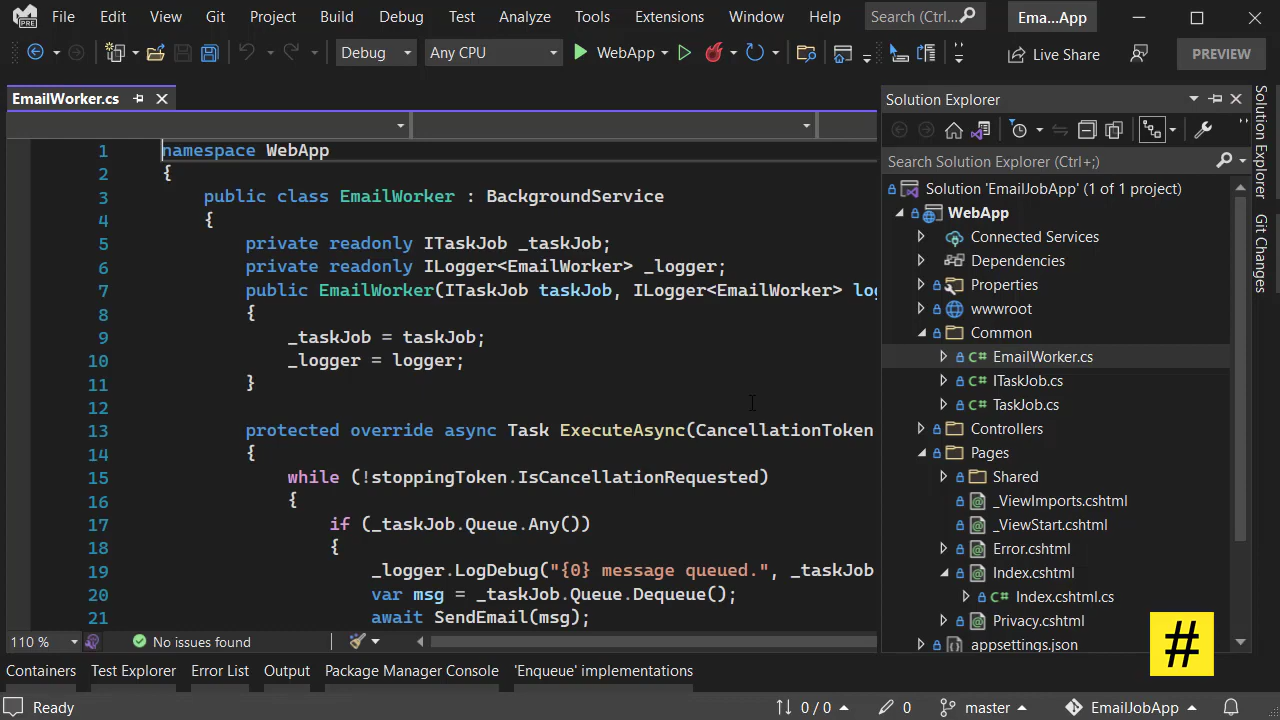 PRE
File Edit View Git Project Build Debug Test Analyze Tools Extensions Window Help Search (Ctrl... Ema...App
Debug Any CPU WebApp Live Share PREVIEW
EmailWorker.cs
1 namespace WebApp
2 {
3 public class EmailWorker : BackgroundService
4 {
5 private readonly ITaskJob _taskJob;
6 private readonly ILogger<EmailWorker> _logger;
7 public EmailWorker(ITaskJob taskJob, ILogger<EmailWorker> log
8 {
9 _taskJob = taskJob;
10 _logger = logger;
11 }
12
13 protected override async Task ExecuteAsync(CancellationToken
14 {
15 while (!stoppingToken.IsCancellationRequested)
16 {
17 if (_taskJob.Queue.Any())
18 {
19 _logger.LogDebug("{0} message queued.", _taskJob
20 var msg = _taskJob.Queue.Dequeue();
21 await SendEmail(msg);
110 % No issues found
Solution Explorer
Search Solution Explorer (Ctrl+;)
Solution 'EmailJobApp' (1 of 1 project)
WebApp
Connected Services
Dependencies
Properties
wwwroot
Common
C# EmailWorker.cs
C# ITaskJob.cs
C# TaskJob.cs
Controllers
Pages
Shared
_ViewImports.cshtml
_ViewStart.cshtml
Error.cshtml
Index.cshtml
C# Index.cshtml.cs
Privacy.cshtml
appsettings.json
Solution Explorer
Git Changes
#
Containers Test Explorer Error List Output Package Manager Console 'Enqueue' implementations
Ready 0 / 0 0 master EmailJobApp